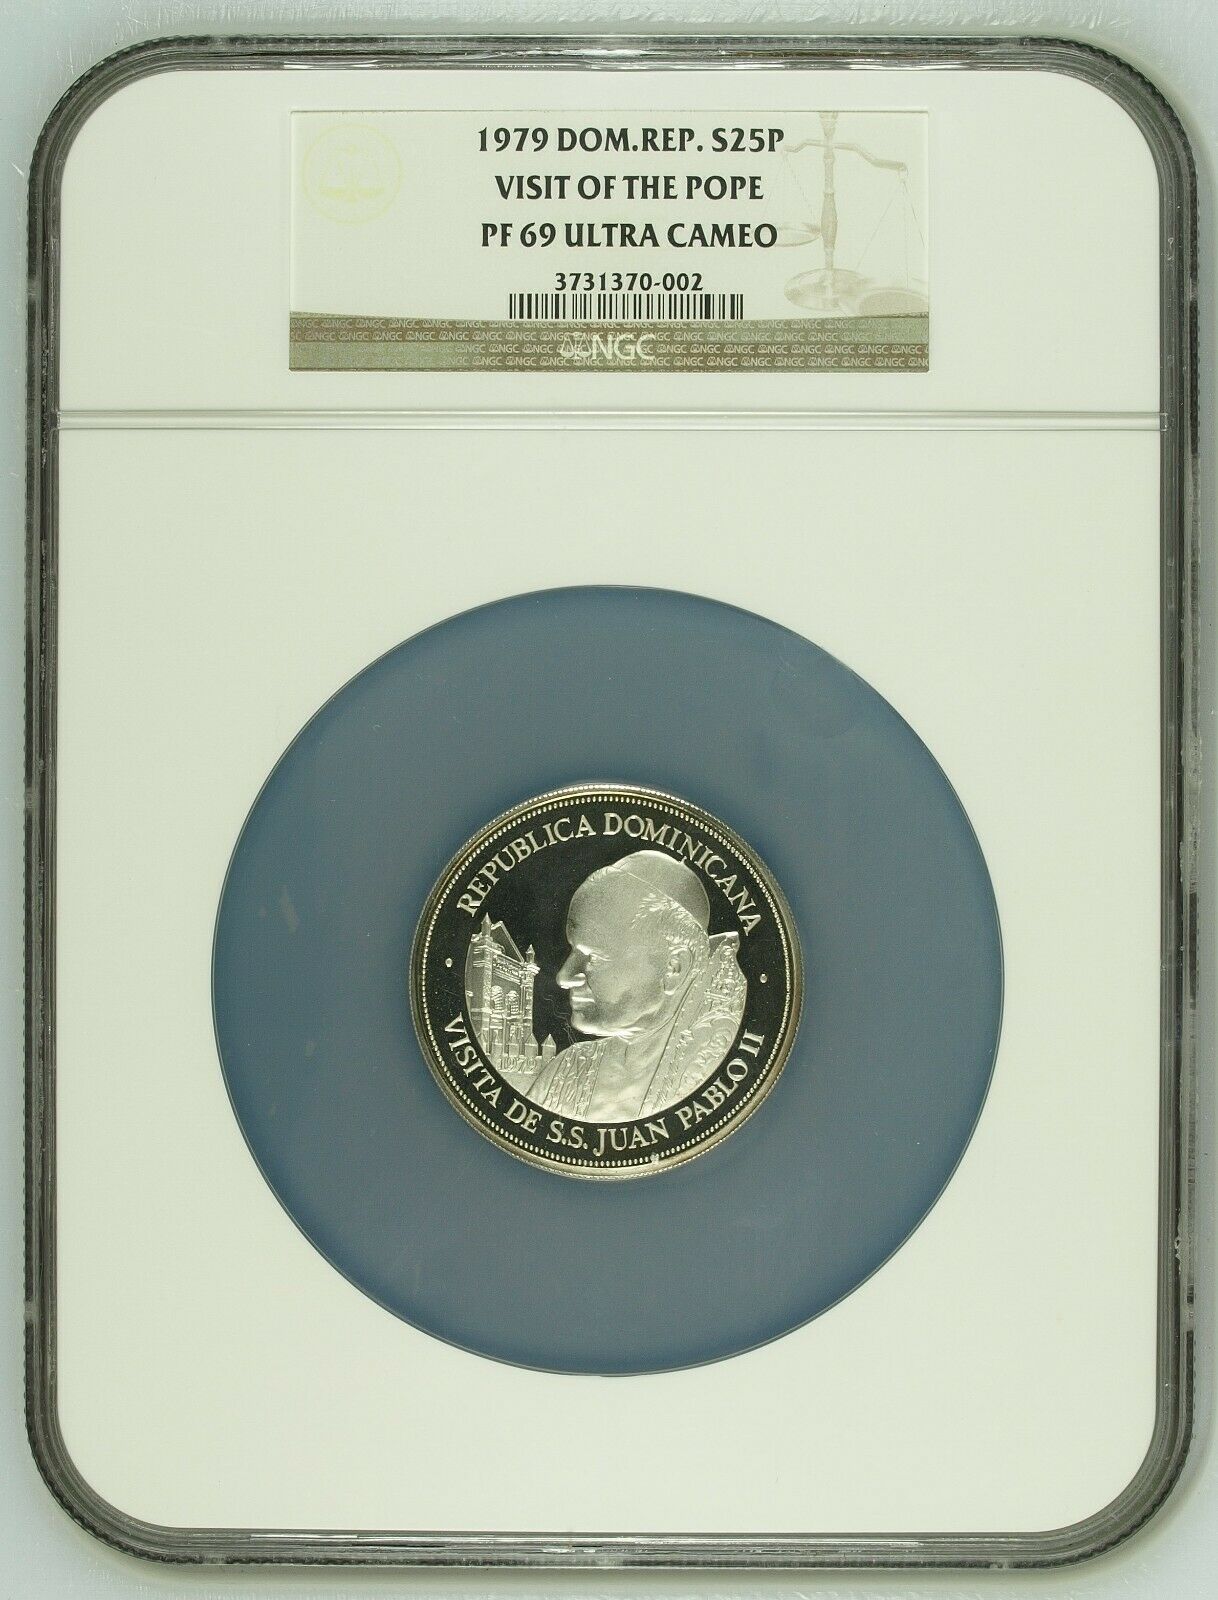 1979 DOM.REP. S25P
VISIT OF THE POPE
PF 69 ULTRA CAMEO
3731370-002
NGC
REPUBLICA DOMINICANA
1979
VISITA DE S.S. JUAN PABLO II